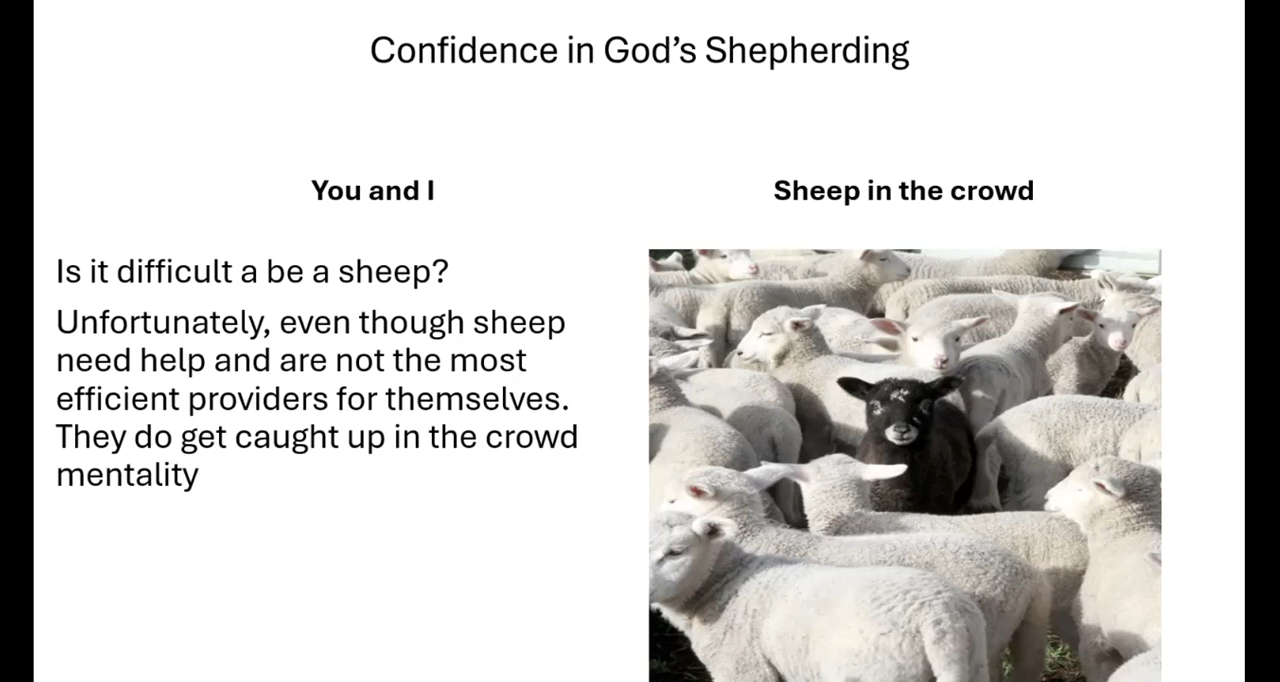 Confidence in God’s Shepherding
You and I
Sheep in the crowd
Is it difficult a be a sheep?
Unfortunately, even though sheep
need help and are not the most
efficient providers for themselves.
They do get caught up in the crowd
mentality